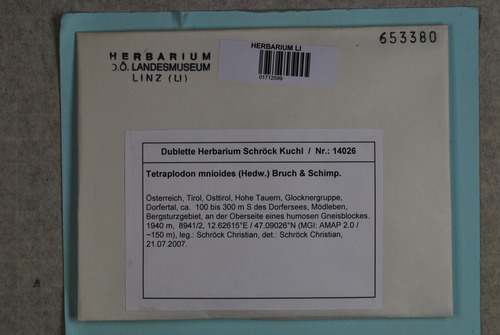 653380
HERBARIUM
O.Ö. LANDESMUSEUM
LINZ (LI)
HERBARIUM LI
01712599
Dublette Herbarium Schröck Kuchl / Nr.: 14026
Tetraplodon mnioides (Hedw.) Bruch & Schimp.
Österreich, Tirol, Osttirol, Hohe Tauern, Glocknergruppe,
Dorfertal, ca. 100 bis 300 m S des Dorfersees, Mödleben,
Bergsturzgebiet, an der Oberseite eines humosen Gneisblockes.
1940 m, 8941/2, 12.62615°E / 47.09026°N (MGI: AMAP 2.0 /
~150 m), leg.: Schröck Christian, det.: Schröck Christian,
21.07.2007.